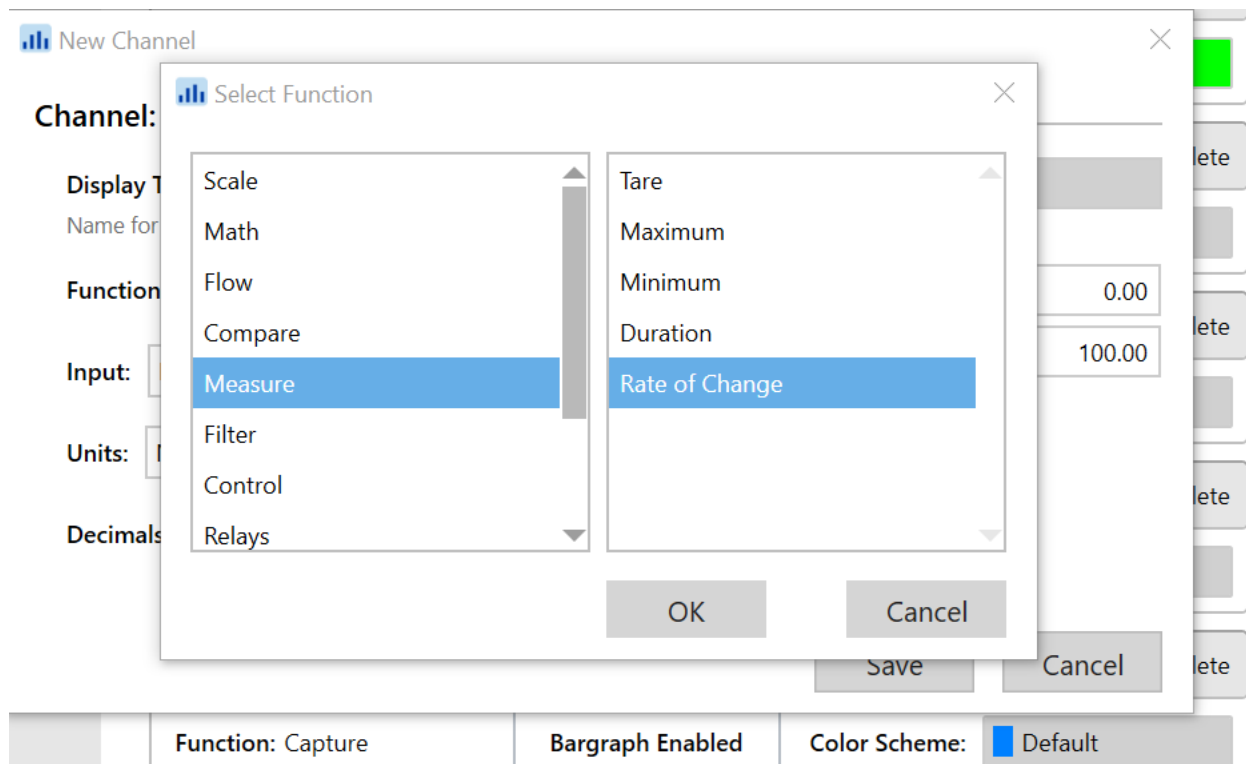 New Channel
Select Function
Channel:
Display
Name for
Function
Input:
Units:
Decimals
Scale
Math
Flow
Compare
Measure
Filter
Control
Relays
Tare
Maximum
Minimum
Duration
Rate of Change
OK Cancel
0.00
100.00
Save Cancel
lete
lete
lete
lete
Function: Capture Bargraph Enabled Color Scheme: Default